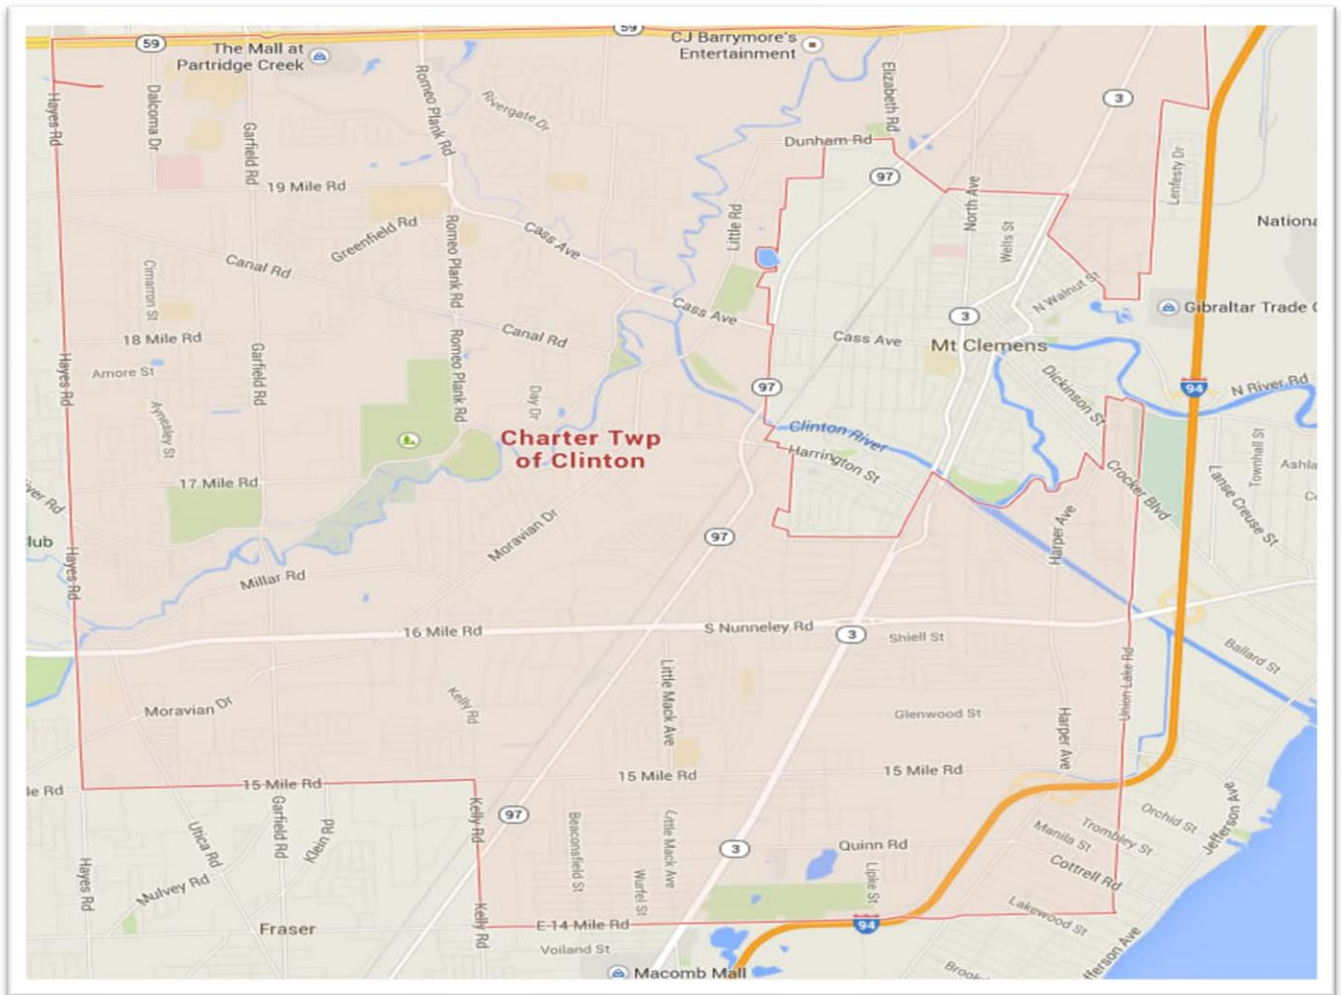 59
59
The Mall at
Partridge Creek
CJ Barrymore's
Entertainment
Hayes Rd
Dalcoma Dr
Garfield Rd
Romeo Plank Rd
Rivergate Dr
Elizabeth Rd
3
Dunham Rd
97
Lenfesty Dr
19 Mile Rd
Greenfield Rd
Romeo Plank Rd
Cass Ave
Little Rd
North Ave
Wells St
Nationa
Canal Rd
Cimarron St
N Walnut St
Gibraltar Trade C
18 Mile Rd
Canal Rd
Cass Ave
Cass Ave
3
Mt Clemens
Amore St
Hayes Rd
Garfield Rd
Romeo Plank Rd
Day Dr
97
Dickinson St
94
N River Rd
Aynesley St
Charter Twp
of Clinton
Clinton River
Harrington St
Townhall St
Ashla
17 Mile Rd
iver Rd
Crocker Blvd
Lanse Creuse St
lub
Moravian Dr
97
Harper Ave
Hayes Rd
Millar Rd
16 Mile Rd
S Nunneley Rd
3
Shiell St
Ballard St
Union Lake Rd
Little Mack Ave
Kelly Rd
Moravian Dr
Glenwood St
Harper Ave
15 Mile Rd
15 Mile Rd
15 Mile Rd
le Rd
Kelly Rd
97
Garfield Rd
Utica Rd
Klein Rd
Beaconsfield St
Little Mack Ave
3
Quinn Rd
Orchid St
Jefferson Ave
Trombley St
Manila St
Cottrell Rd
Hayes Rd
Mulvey Rd
Wurfel St
Lipke St
Lakewood St
Fraser
Kelly Rd
E 14 Mile Rd
94
Voiland St
Macomb Mall
Brook
fferson Ave